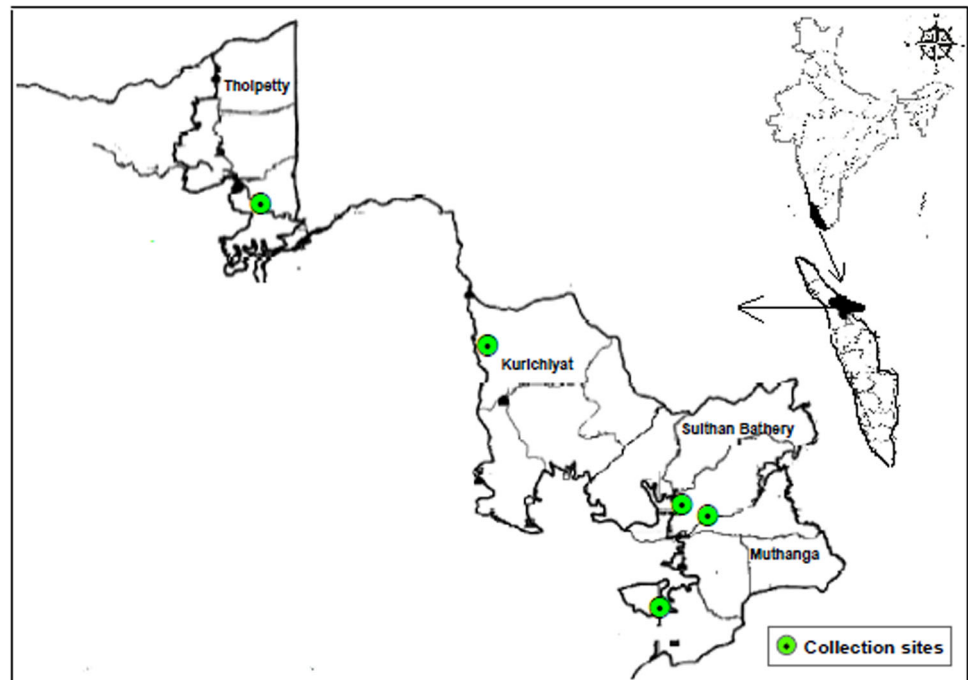 Tholpetty
Kurichiyat
Sulthan Bathery
Muthanga
Collection sites